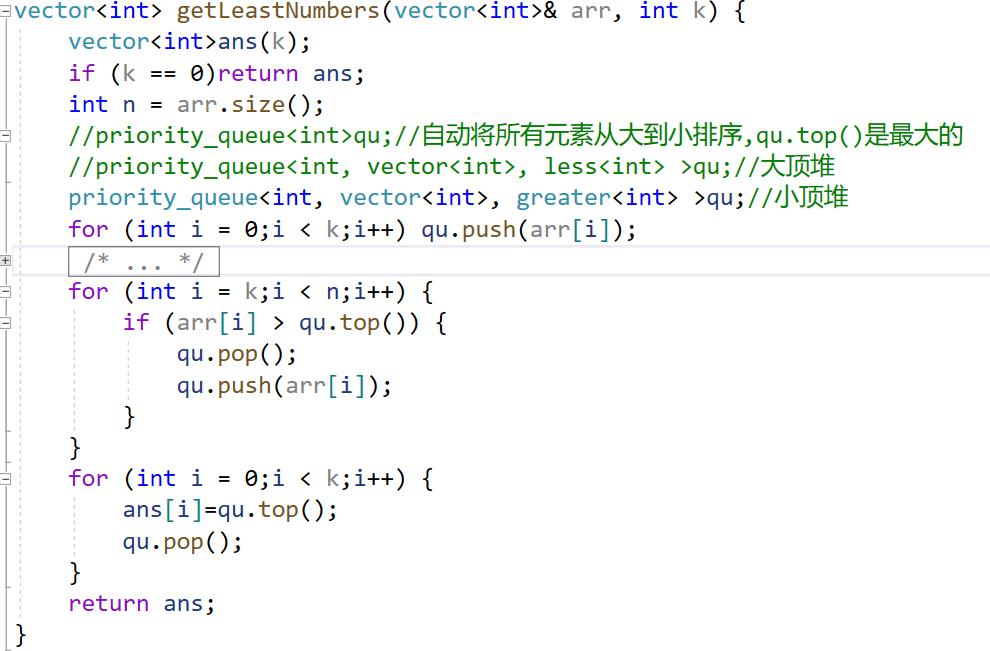 vector<int> getLeastNumbers(vector<int>& arr, int k) {
    vector<int>ans(k);
    if (k == 0)return ans;
    int n = arr.size();
    //priority_queue<int>qu;//自动将所有元素从大到小排序,qu.top()是最大的
    //priority_queue<int, vector<int>, less<int> >qu;//大顶堆
    priority_queue<int, vector<int>, greater<int> >qu;//小顶堆
    for (int i = 0;i < k;i++) qu.push(arr[i]);
    /* ... */
    for (int i = k;i < n;i++) {
        if (arr[i] > qu.top()) {
            qu.pop();
            qu.push(arr[i]);
        }
    }
    for (int i = 0;i < k;i++) {
        ans[i]=qu.top();
        qu.pop();
    }
    return ans;
}